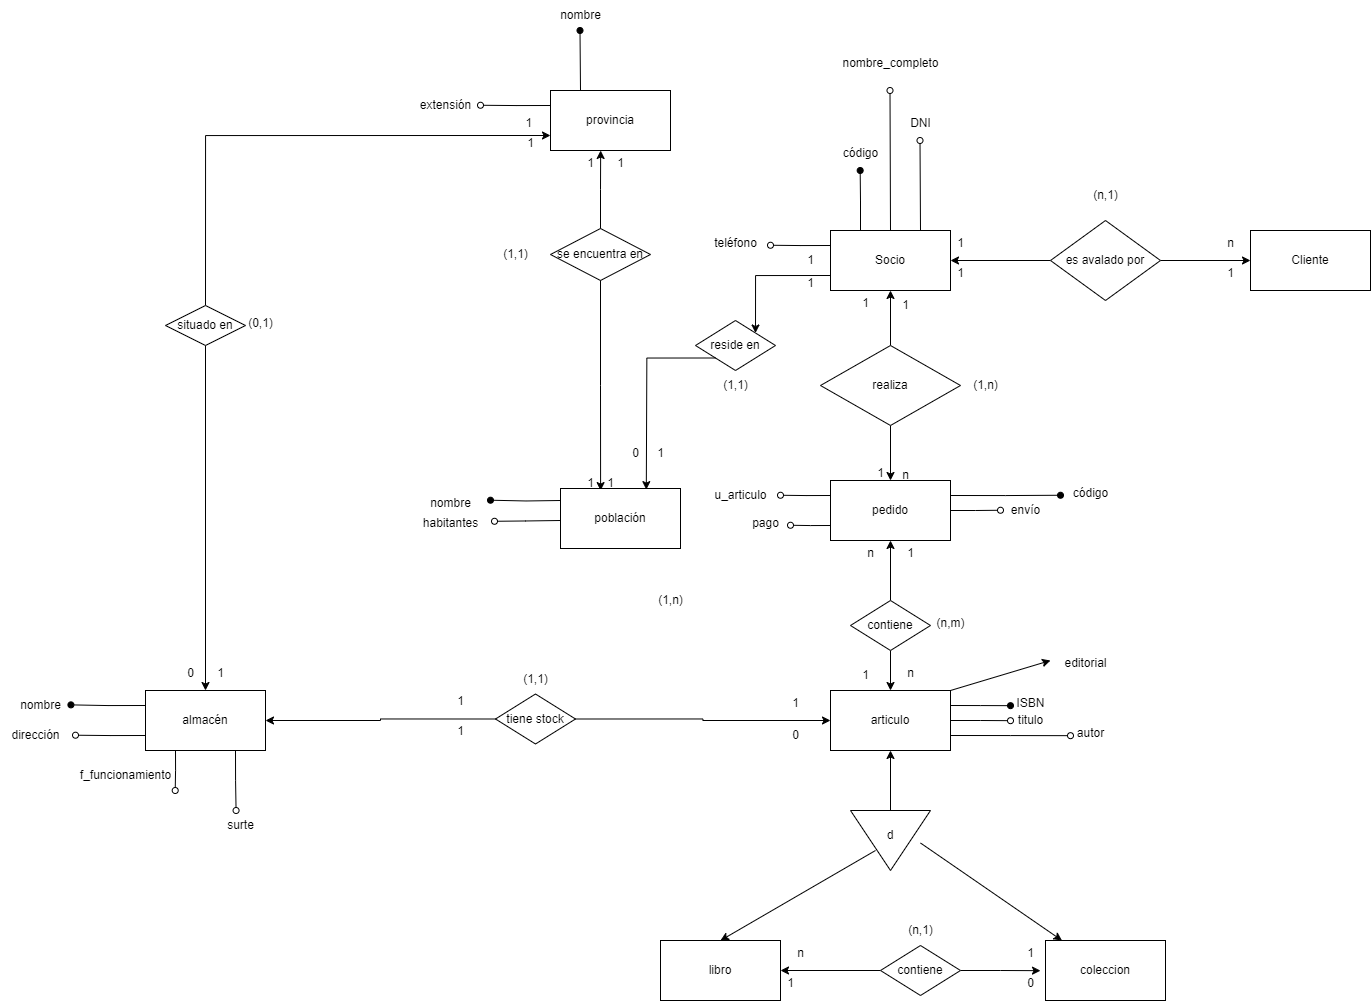 nombre
extensión
provincia
1
1
1
1
nombre_completo
DNI
código
teléfono
Socio
1
1
1
1
1
1
(n,1)
es avalado por
n
1
Cliente
(1,1)
se encuentra en
situado en
(0,1)
reside en
(1,1)
realiza
(1,n)
0
1
1
1
1
n
nombre
habitantes
población
u_articulo
pago
pedido
código
envío
n
1
(1,n)
contiene
(n,m)
1
n
editorial
0
1
nombre
dirección
almacén
f_funcionamiento
surte
(1,1)
1
tiene stock
1
1
0
articulo
ISBN
titulo
autor
d
(n,1)
libro
n
1
contiene
1
0
coleccion